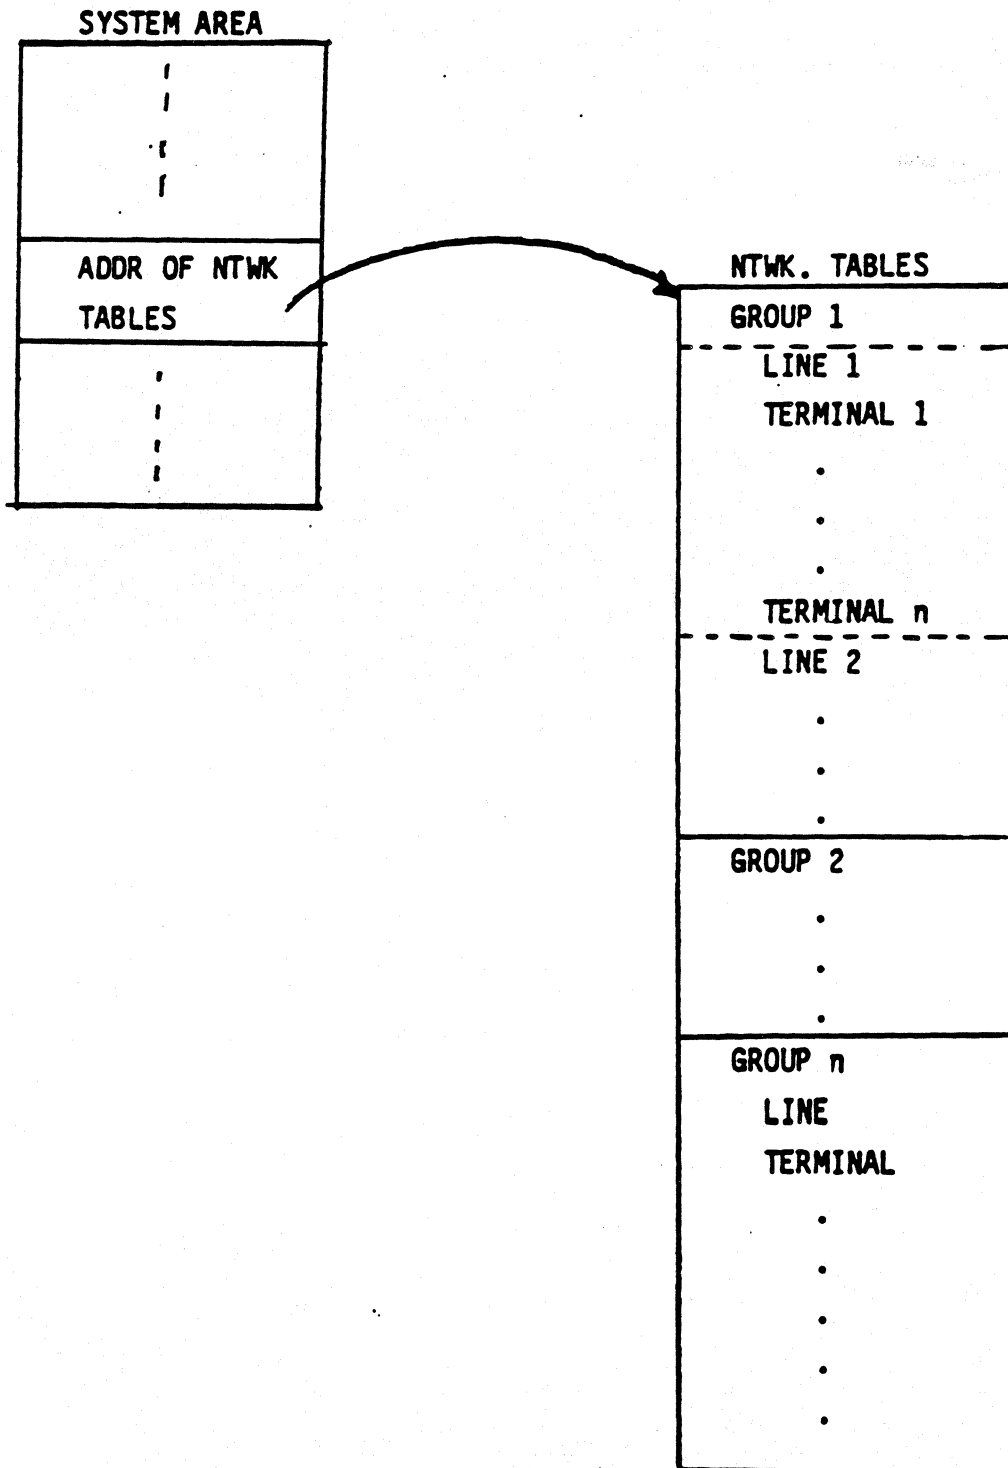 SYSTEM AREA
ADDR OF NTWK
TABLES
NTWK. TABLES
GROUP 1
LINE 1
TERMINAL 1
.
.
.
TERMINAL n
LINE 2
.
.
.
GROUP 2
.
.
.
GROUP n
LINE
TERMINAL
.
.
.
.
.